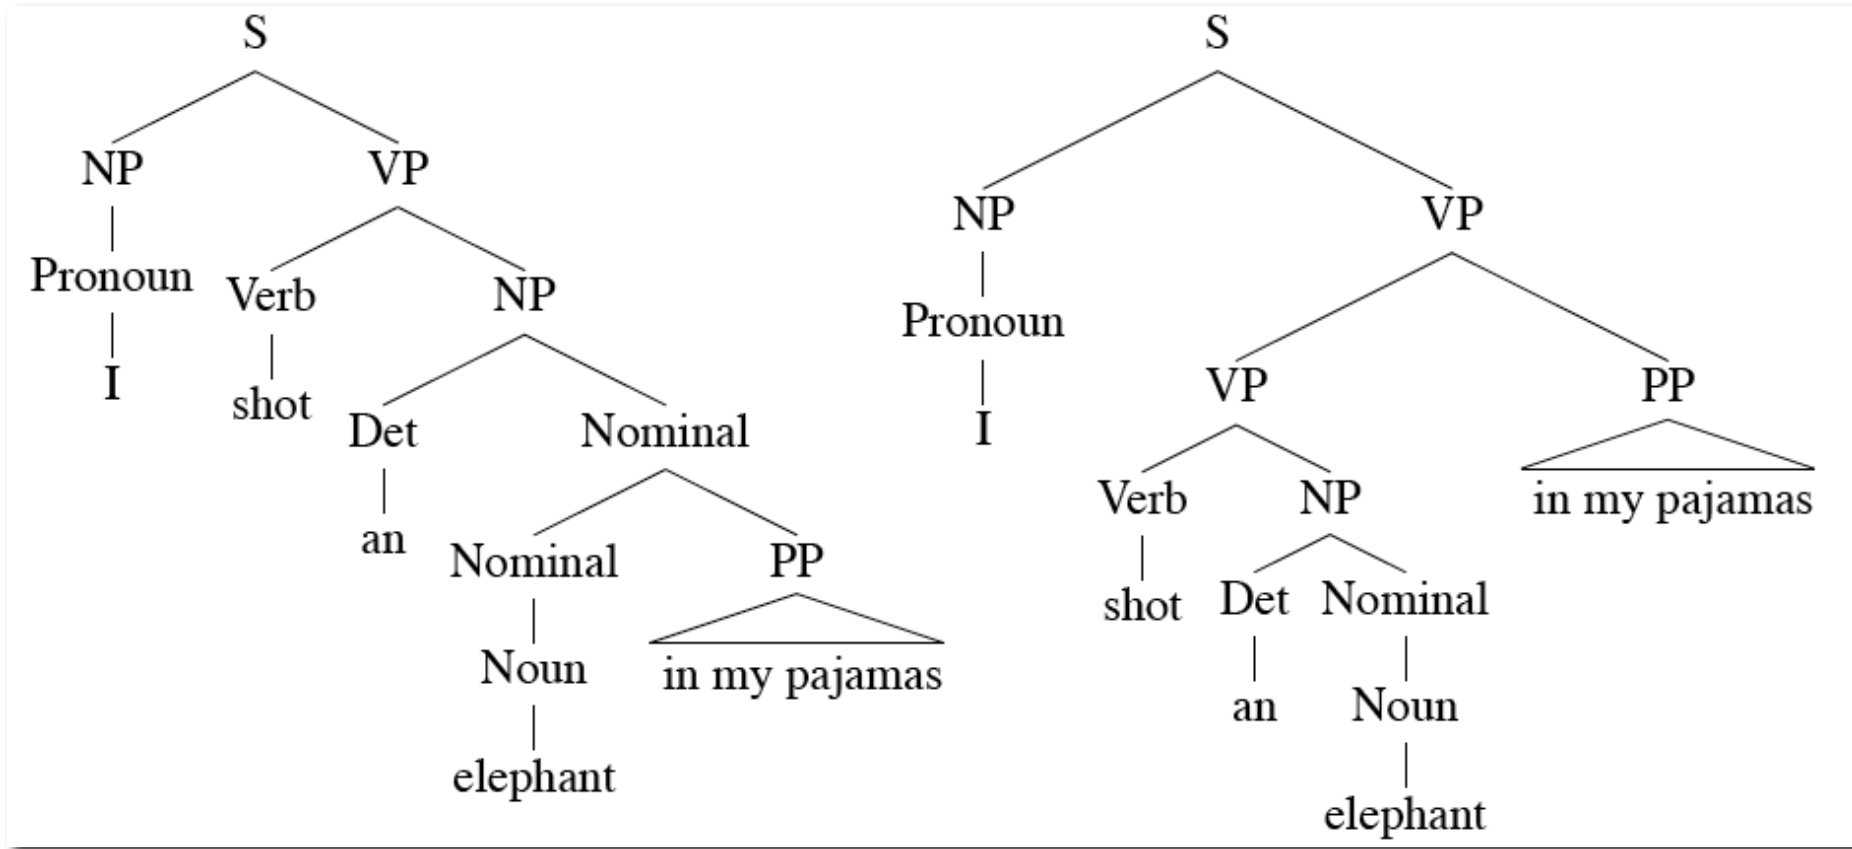 S
NP VP
Pronoun Verb NP
I shot Det Nominal
an Nominal PP
Noun in my pajamas
elephant
S
NP VP
Pronoun VP PP
I Verb NP in my pajamas
shot Det Nominal
an Noun
elephant